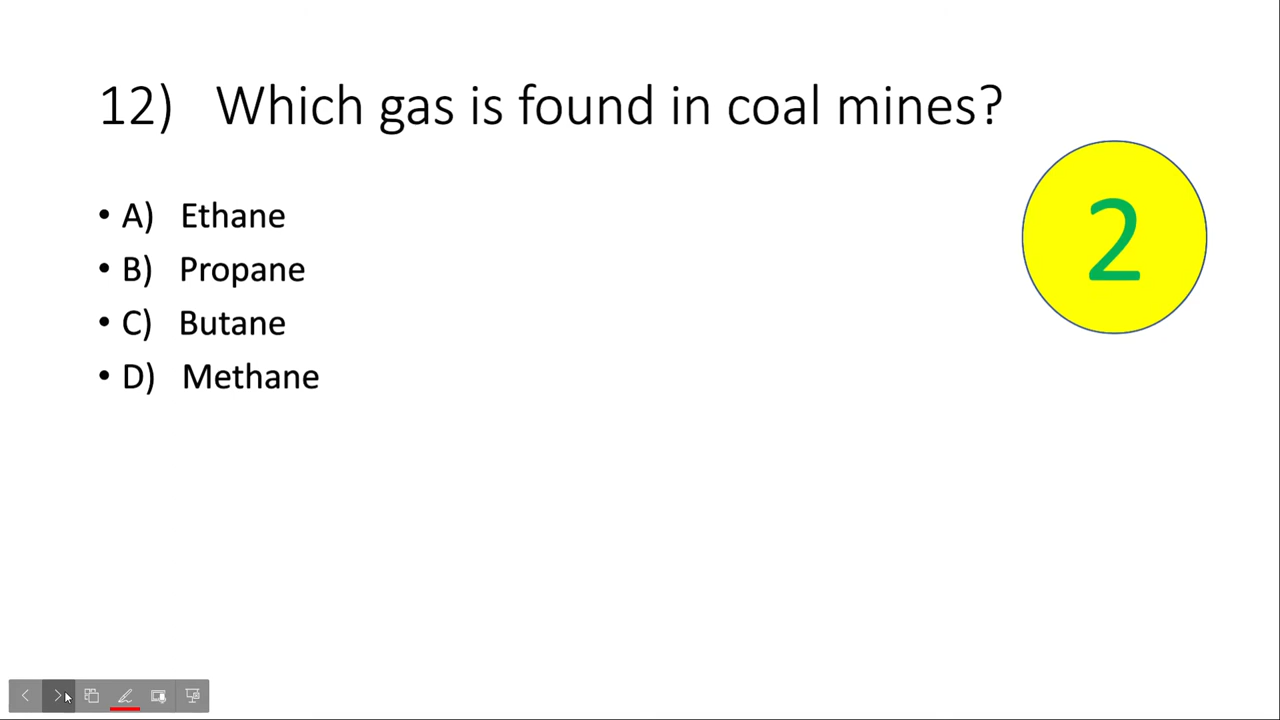 12) Which gas is found in coal mines?
• A) Ethane
• B) Propane
• C) Butane
• D) Methane
2